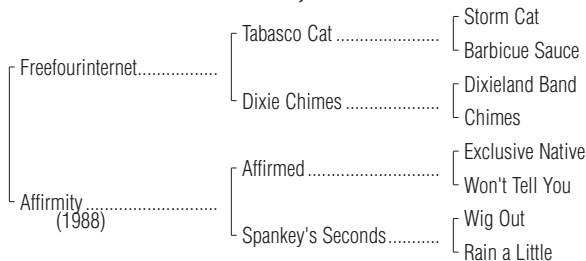 Storm Cat
Tabasco Cat ....................
Barbicue Sauce
Freefourinternet...............
Dixieland Band
Dixie Chimes ..................
Chimes
Exclusive Native
Affirmed .........................
Won't Tell You
Affirmity .........................
(1988)
Wig Out
Spankey's Seconds..........
Rain a Little